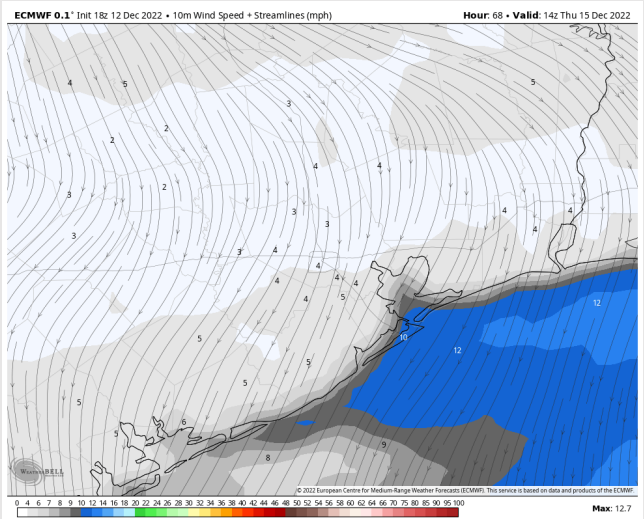 ECMWF 0.1° Init 18z 12 Dec 2022 • 10m Wind Speed + Streamlines (mph) Hour: 68 • Valid: 14z Thu 15 Dec 2022
4 5 5
3
2 2
4 4
2
3
3 4 4
3 4
3
3 4
4
4 4 4
4 5
12
5 10
12
5
5
5
6
5
9
8
WeatherBELL
© 2022 European Centre for Medium-Range Weather Forecasts (ECMWF). This service is based on data and products of the ECMWF.
0 4 6 7 8 9 10 12 14 16 18 20 22 24 26 28 30 32 34 36 38 40 42 44 46 48 50 52 54 56 58 60 62 64 66 70 75 80 85 90 95 100
Max: 12.7